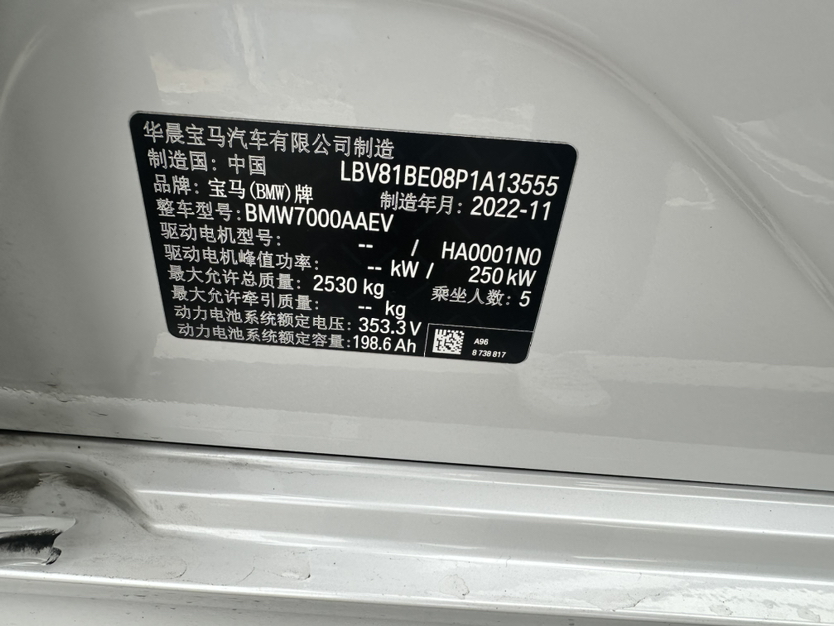 华晨宝马汽车有限公司制造
制造国: 中国 LBV81BE08P1A13555
品牌: 宝马(BMW)牌 制造年月: 2022-11
整车型号: BMW7000AAEV
驱动电机型号: -- / HA0001N0
驱动电机峰值功率: -- kW / 250 kW
最大允许总质量: 2530 kg 乘坐人数: 5
最大允许牵引质量: -- kg
动力电池系统额定电压: 353.3 V
动力电池系统额定容量: 198.6 Ah
A96
8 738 817